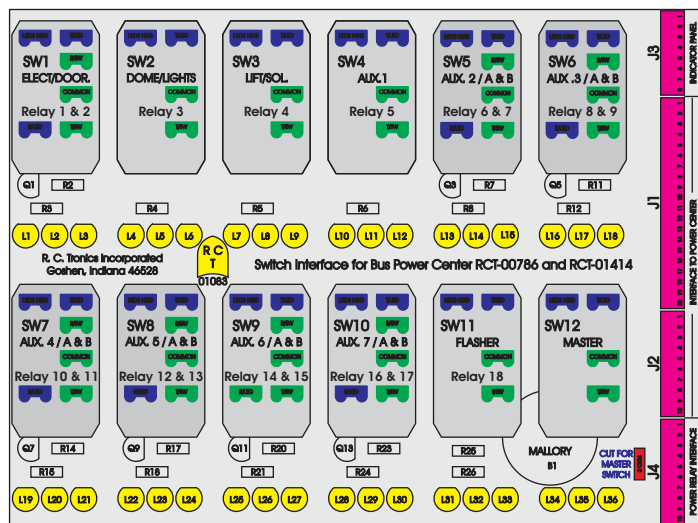 SW1
ELECT/DOOR.
COMMON
Relay 1 & 2
SW2
DOME/LIGHTS
COMMON
Relay 3
SW3
LIFT/SOL.
COMMON
Relay 4
SW4
AUX.1
COMMON
Relay 5
SW5
AUX. 2/A & B
COMMON
Relay 6 & 7
SW6
AUX .3/A & B
COMMON
Relay 8 & 9
J3
INDICATOR PANEL
Q1 R2 Q3 R7 Q5 R11
R3 R4 R5 R6 R8 R12
L1 L2 L3 L4 L5 L6 L7 L8 L9 L10 L11 L12 L13 L14 L15 L16 L17 L18
J1
INTERFACE TO POWER CENTER
R. C. Tronics Incorporated
Goshen, Indiana 46528
R C
T
01083
Switch Interface for Bus Power Center RCT-00786 and RCT-01414
SW7
AUX. 4/A & B
COMMON
Relay 10 & 11
SW8
AUX. 5/A & B
COMMON
Relay 12 & 13
SW9
AUX. 6/A & B
COMMON
Relay 14 & 15
SW10
AUX. 7/A & B
COMMON
Relay 16 & 17
SW11
FLASHER
COMMON
Relay 18
SW12
MASTER
COMMON
J2
Q7 R14 Q9 R17 Q11 R20 Q13 R23 R25
R15 R18 R21 R24 R26
MALLORY
B1
CUT FOR
MASTER
SWITCH
J4
POWER RELAY INTERFACE
L19 L20 L21 L22 L23 L24 L25 L26 L27 L28 L29 L30 L31 L32 L33 L34 L35 L36